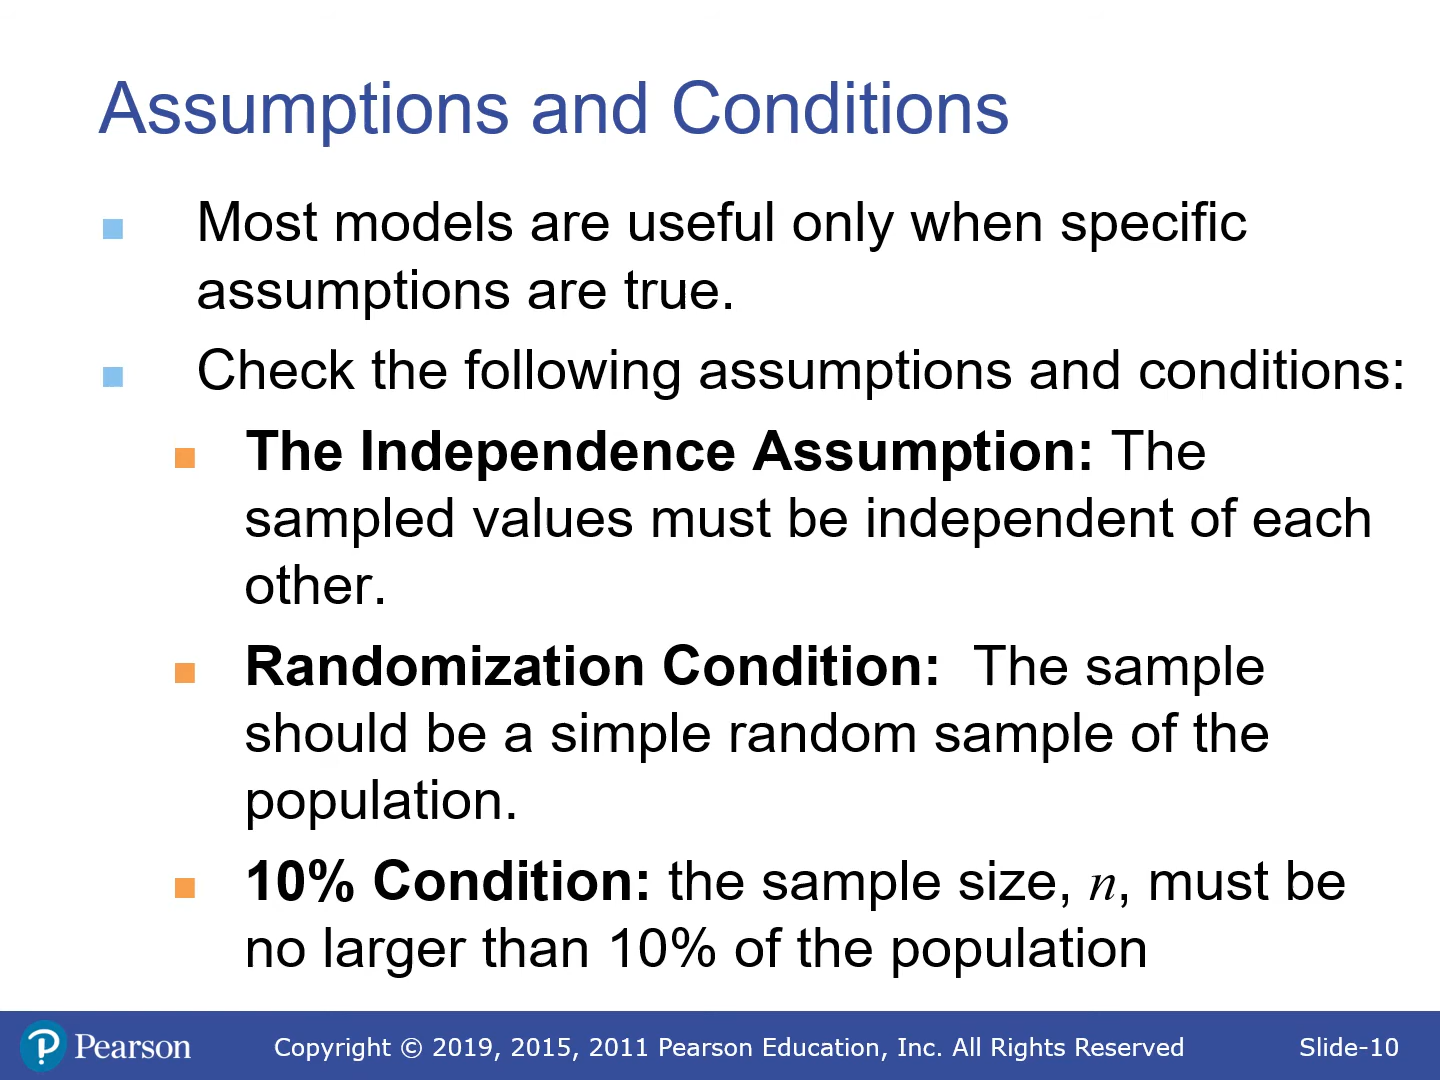 Assumptions and Conditions
Most models are useful only when specific
assumptions are true.
Check the following assumptions and conditions:
The Independence Assumption: The
sampled values must be independent of each
other.
Randomization Condition:  The sample
should be a simple random sample of the
population.
10% Condition: the sample size, n, must be
no larger than 10% of the population
Pearson Copyright © 2019, 2015, 2011 Pearson Education, Inc. All Rights Reserved Slide-10